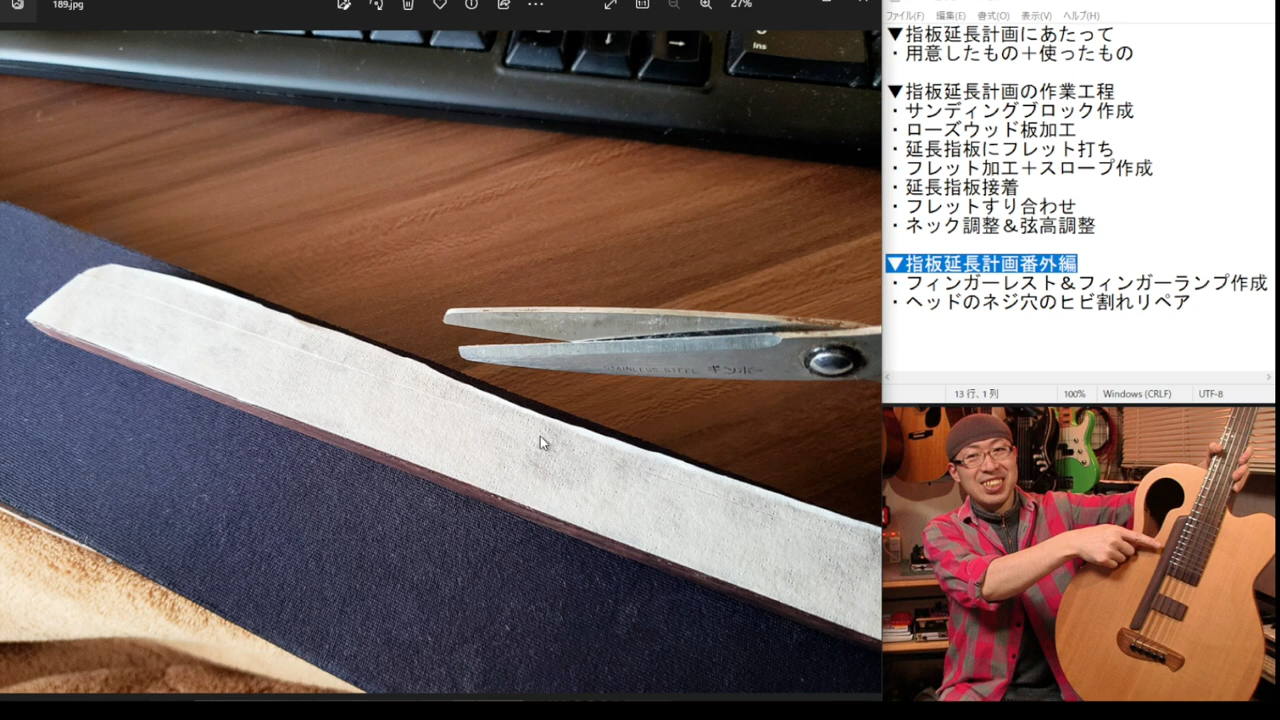 189.jpg
27%
Ins
STAINLESS STEEL
ファイル(F) 編集(E) 書式(O) 表示(V) ヘルプ(H)
▼指板延長計画にあたって
・用意したもの＋使ったもの
▼指板延長計画の作業工程
・サンディングブロック作成
・ローズウッド板加工
・延長指板にフレット打ち
・フレット加工＋スロープ作成
・延長指板接着
・フレットすり合わせ
・ネック調整＆弦高調整
▼指板延長計画番外編
・フィンガーレスト＆フィンガーランプ作成
・ヘッドのネジ穴のヒビ割れリペア
13 行、1 列 100% Windows (CRLF) UTF-8